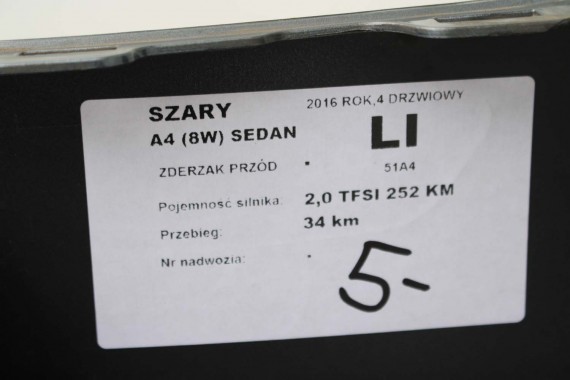 SZARY 2016 ROK,4 DRZWIOWY
A4 (8W) SEDAN LI
ZDERZAK PRZÓD . 51A4
Pojemność silnika: 2,0 TFSI 252 KM
Przebieg: 34 km
Nr nadwozia: .
5-